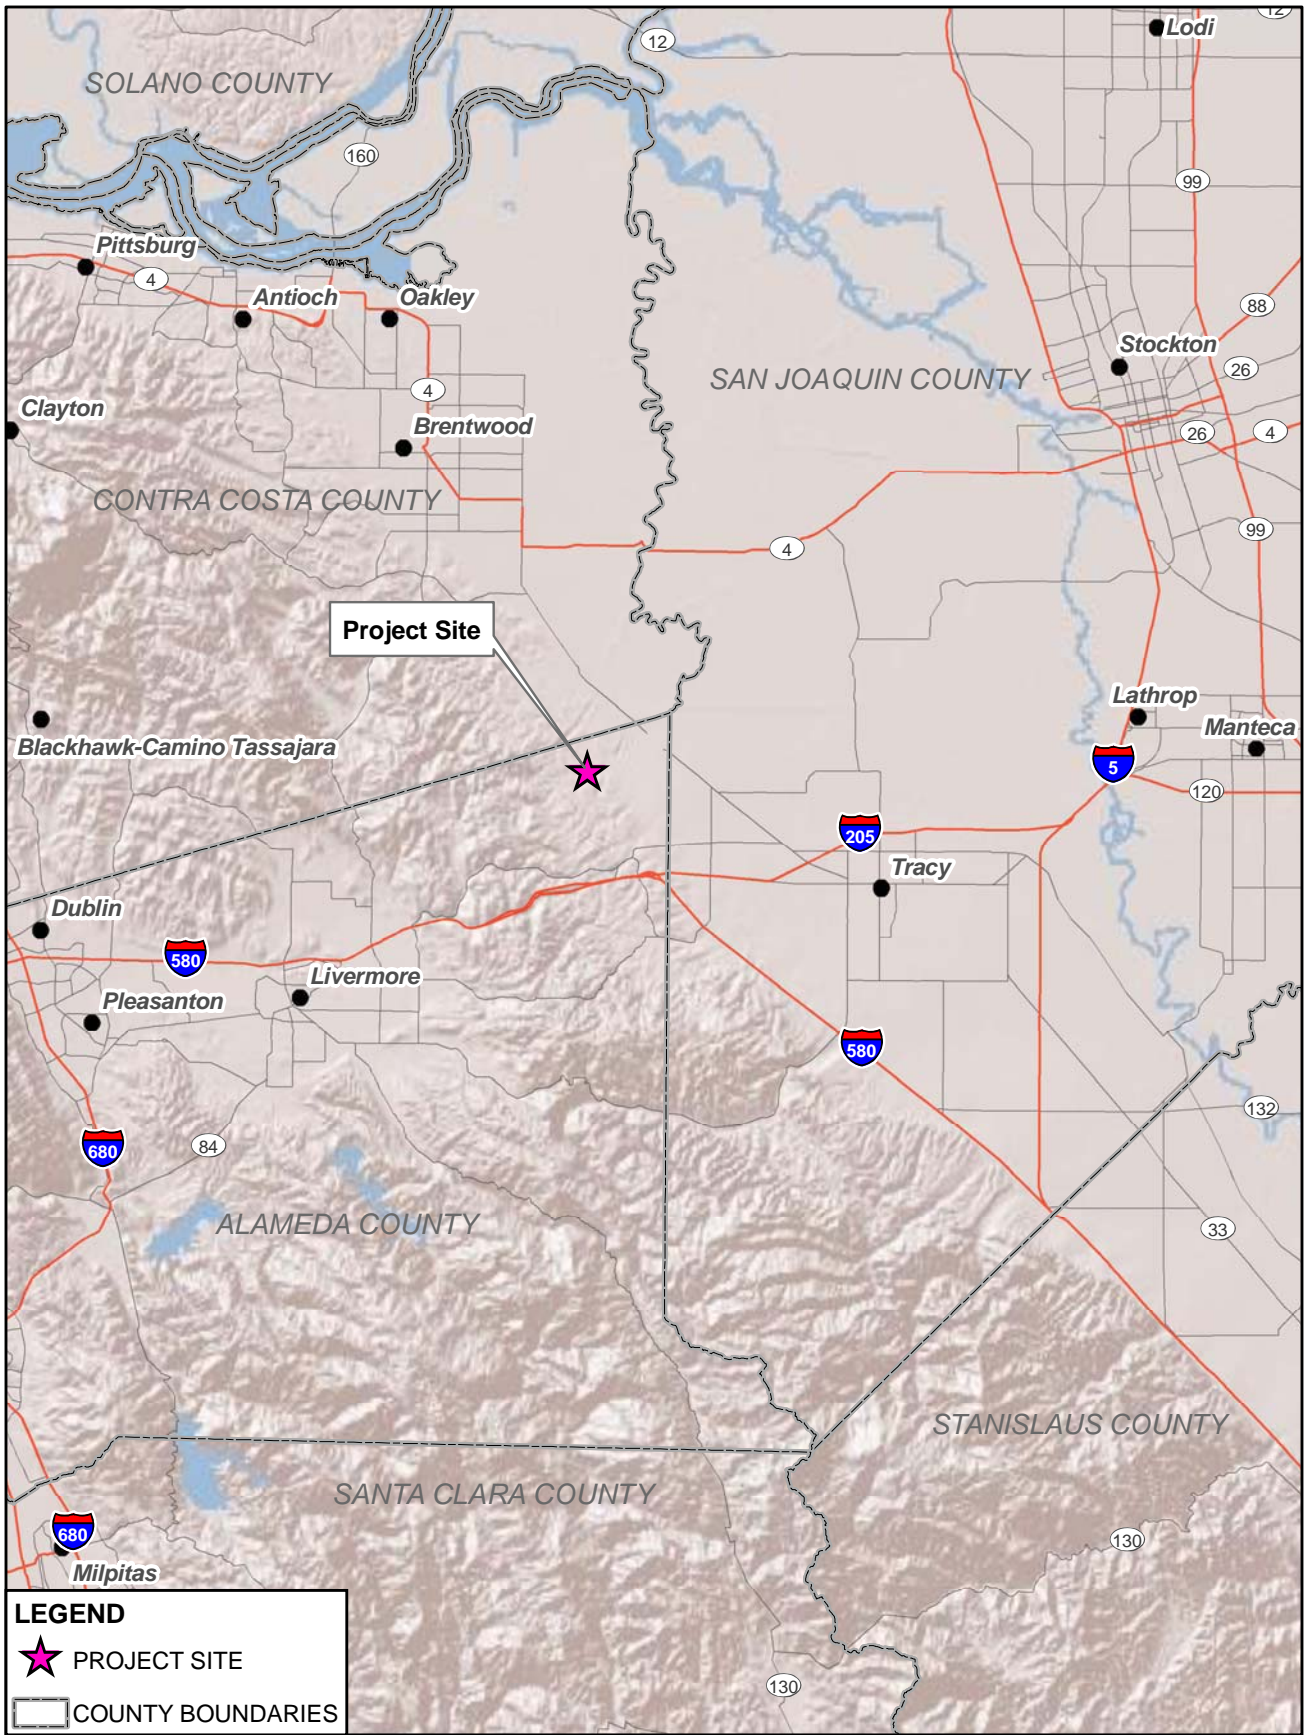 12
12
Lodi
SOLANO COUNTY
160
99
Pittsburg
4
Antioch
Oakley
88
Stockton
26
SAN JOAQUIN COUNTY
4
Clayton
Brentwood
26
4
CONTRA COSTA COUNTY
99
4
Project Site
Lathrop
Manteca
Blackhawk-Camino Tassajara
5
120
205
Tracy
Dublin
580
Livermore
Pleasanton
580
132
680
84
ALAMEDA COUNTY
33
STANISLAUS COUNTY
SANTA CLARA COUNTY
680
130
Milpitas
LEGEND
PROJECT SITE
130
COUNTY BOUNDARIES